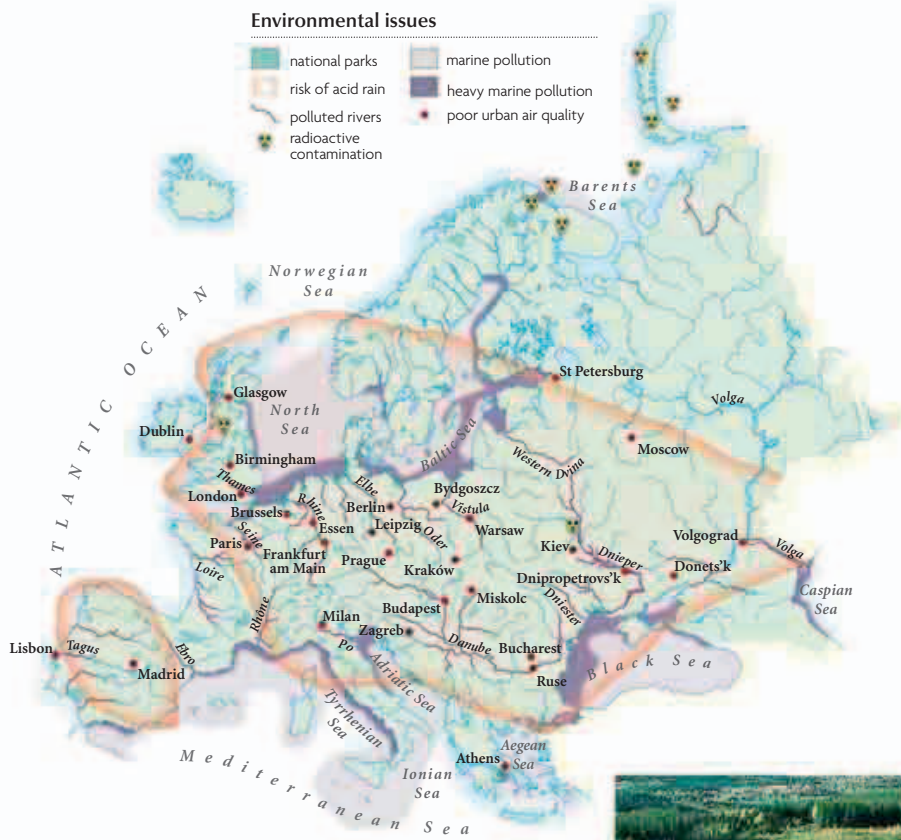 Environmental issues
national parks
risk of acid rain
polluted rivers
radioactive
contamination
marine pollution
heavy marine pollution
poor urban air quality
Barents
Sea
Norwegian
Sea
ATLANTIC OCEAN
Glasgow
North
Sea
St Petersburg
Volga
Dublin
Moscow
Baltic Sea
Birmingham
Western Dvina
Thames
London
Elbe
Bydgoszcz
Brussels
Rhine
Berlin
Vistula
Essen
Leipzig
Oder
Warsaw
Paris
Seine
Frankfurt
am Main
Prague
Kraków
Kiev
Dnieper
Volgograd
Volga
Donets'k
Loire
Dnipropetrovs'k
Caspian
Sea
Miskolc
Dniester
Budapest
Rhône
Milan
Zagreb
Po
Danube
Bucharest
Lisbon
Tagus
Ebro
Madrid
Adriatic Sea
Ruse
Black Sea
Tyrrhenian
Sea
Athens
Aegean
Sea
Ionian
Sea
Mediterranean Sea